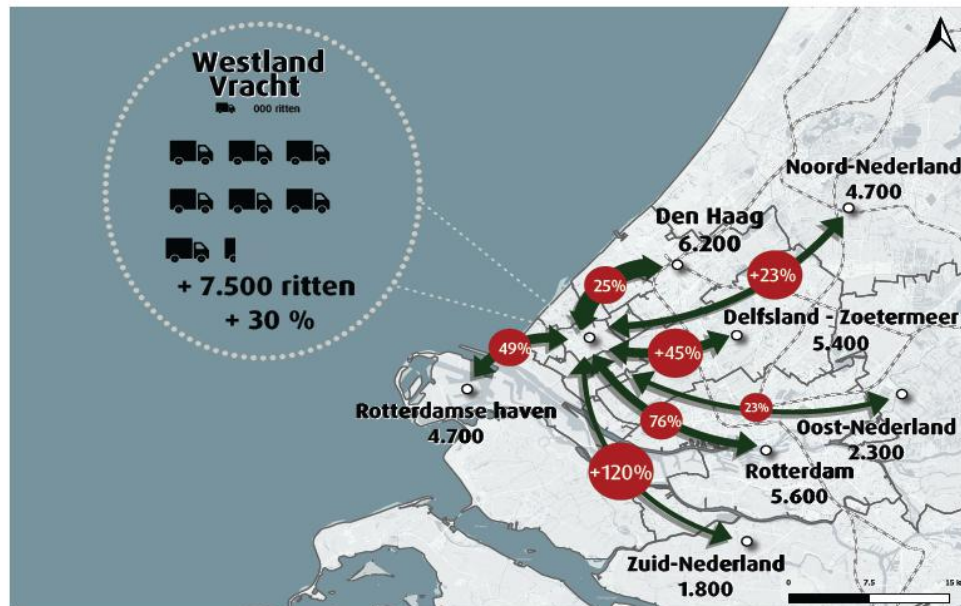 Westland
Vracht
000 ritten
+ 7.500 ritten
+ 30 %
Noord-Nederland
4.700
Den Haag
6.200
+23%
25%
Delfsland - Zoetermeer
5.400
49%
+45%
Rotterdamse haven
4.700
23%
Oost-Nederland
2.300
76%
Rotterdam
5.600
+120%
Zuid-Nederland
1.800
0 7.5 15 k